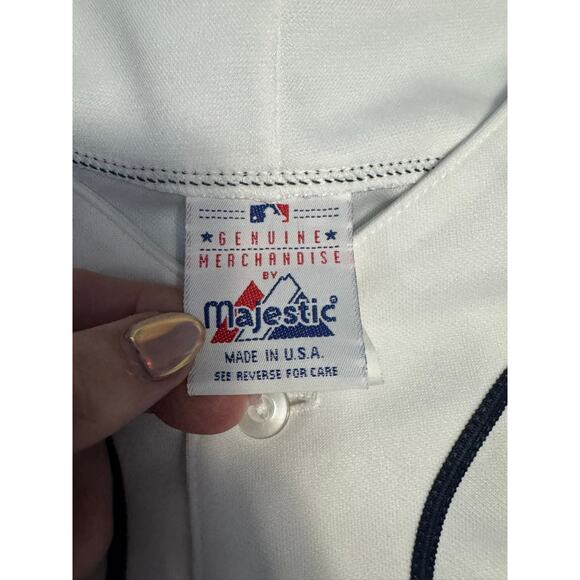 ★ GENUINE ★
MERCHANDISE
BY
Majestic®
MADE IN U.S.A.
SEE REVERSE FOR CARE